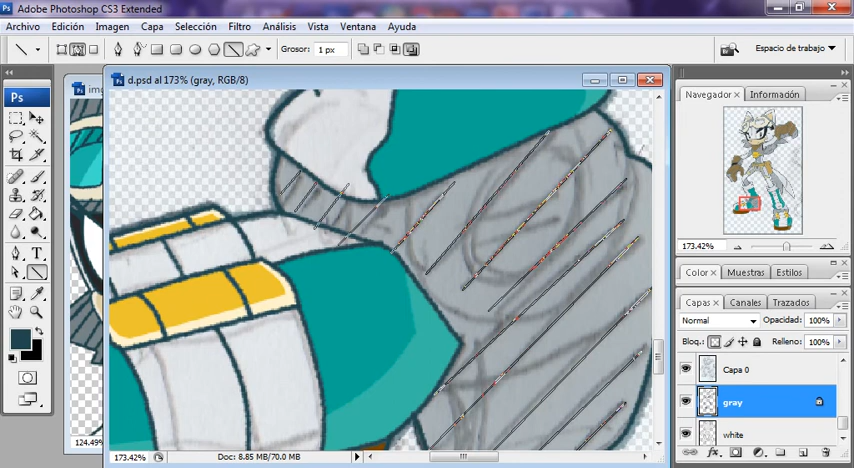 Adobe Photoshop CS3 Extended
Archivo Edición Imagen Capa Selección Filtro Análisis Vista Ventana Ayuda
Grosor: 1 px Espacio de trabajo
Ps
img
d.psd al 173% (gray, RGB/8)
T
124.49%
173.42% Doc: 8.85 MB/70.0 MB
Navegador × Información
173.42%
Color × Muestras Estilos
Capas × Canales Trazados
Normal Opacidad: 100%
Bloq.: Relleno: 100%
Capa 0
gray
white
fx